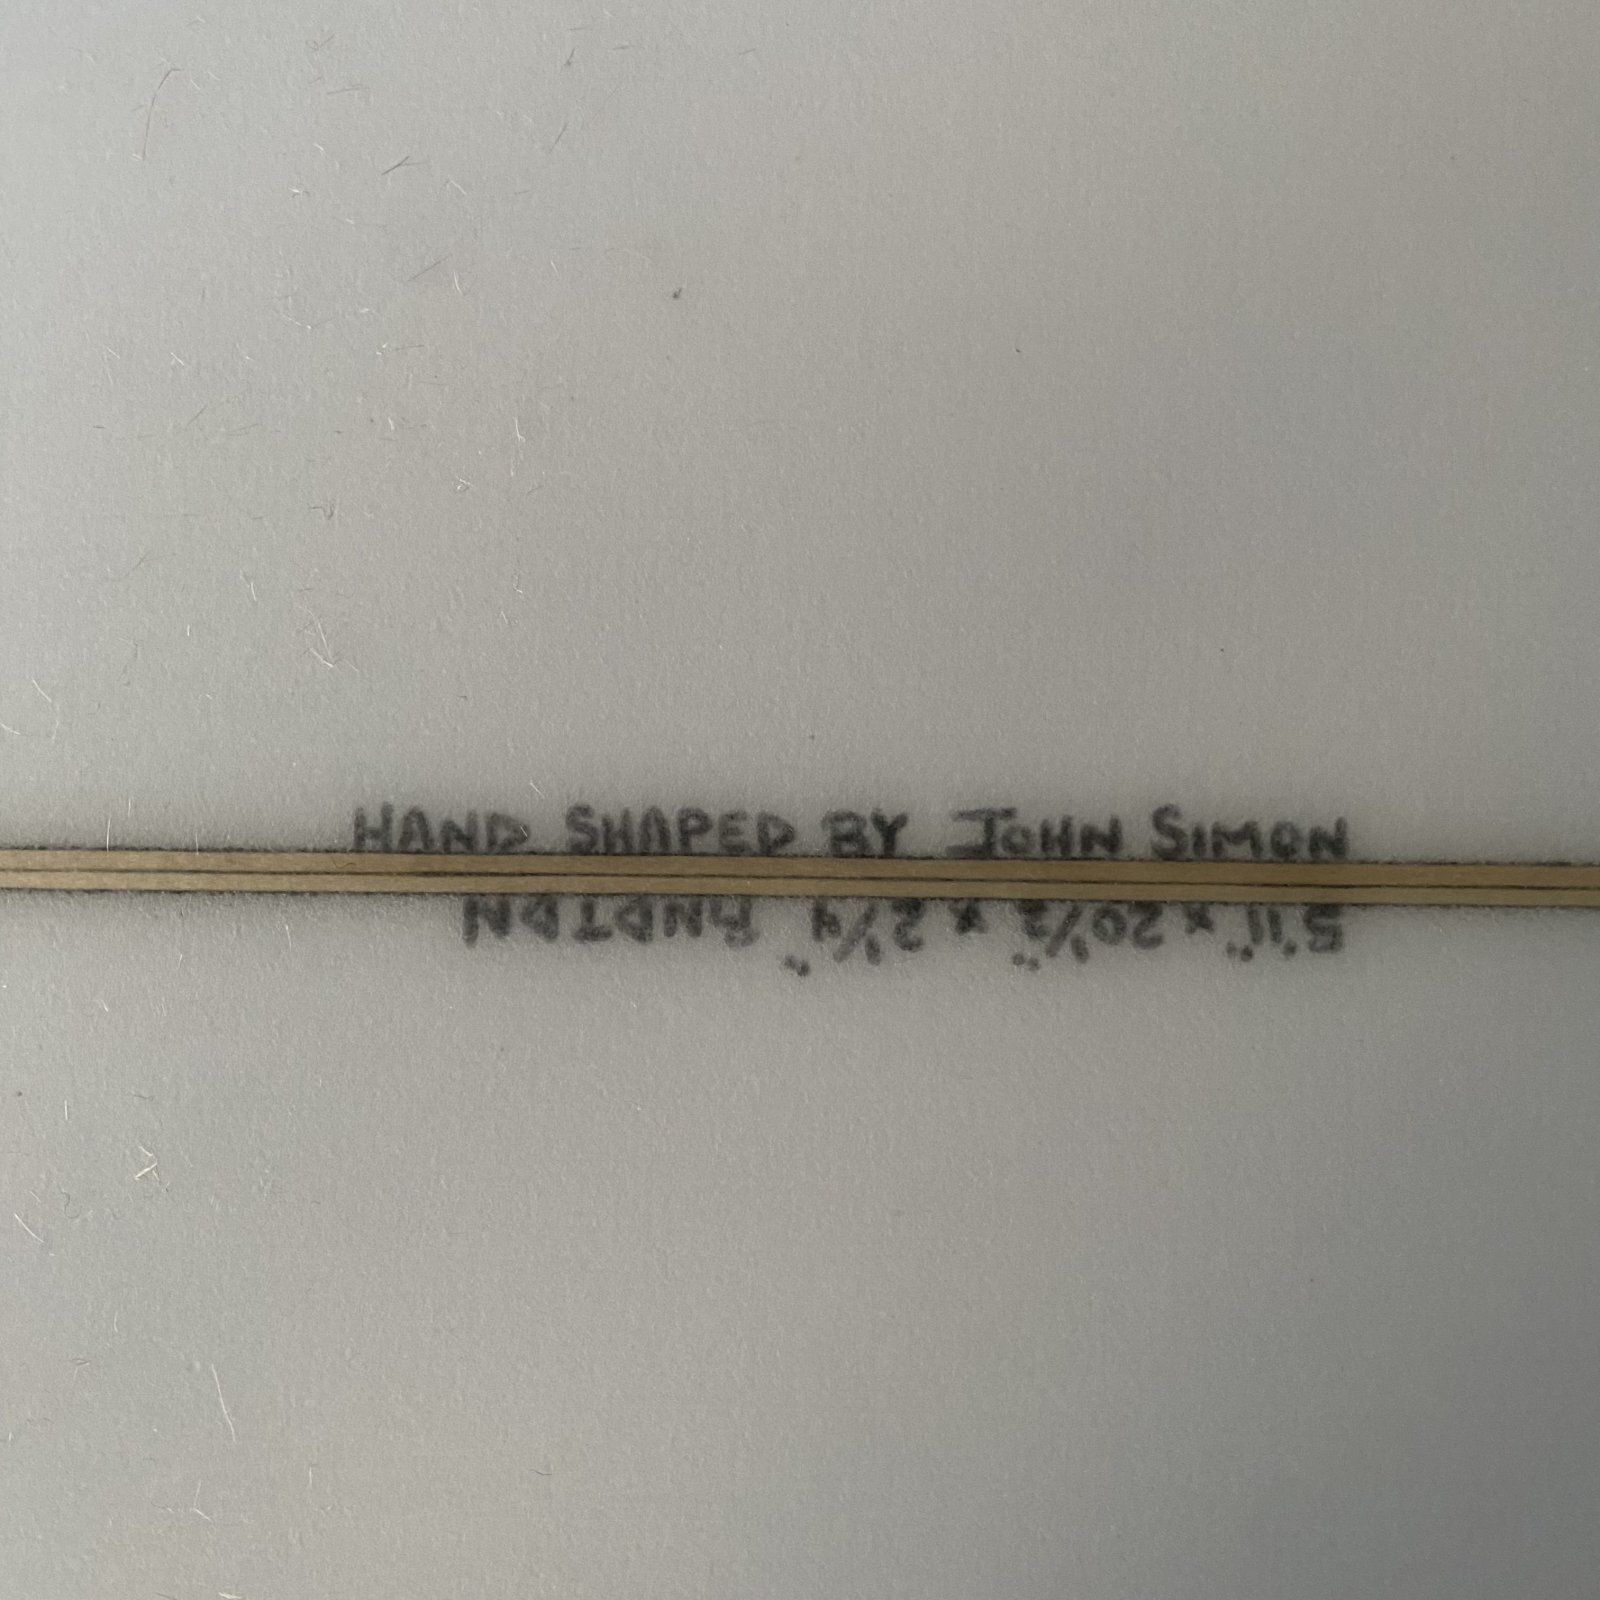 HAND SHAPED BY JOHN SIMON
5'11" x 20 1/2" x 2 1/4"